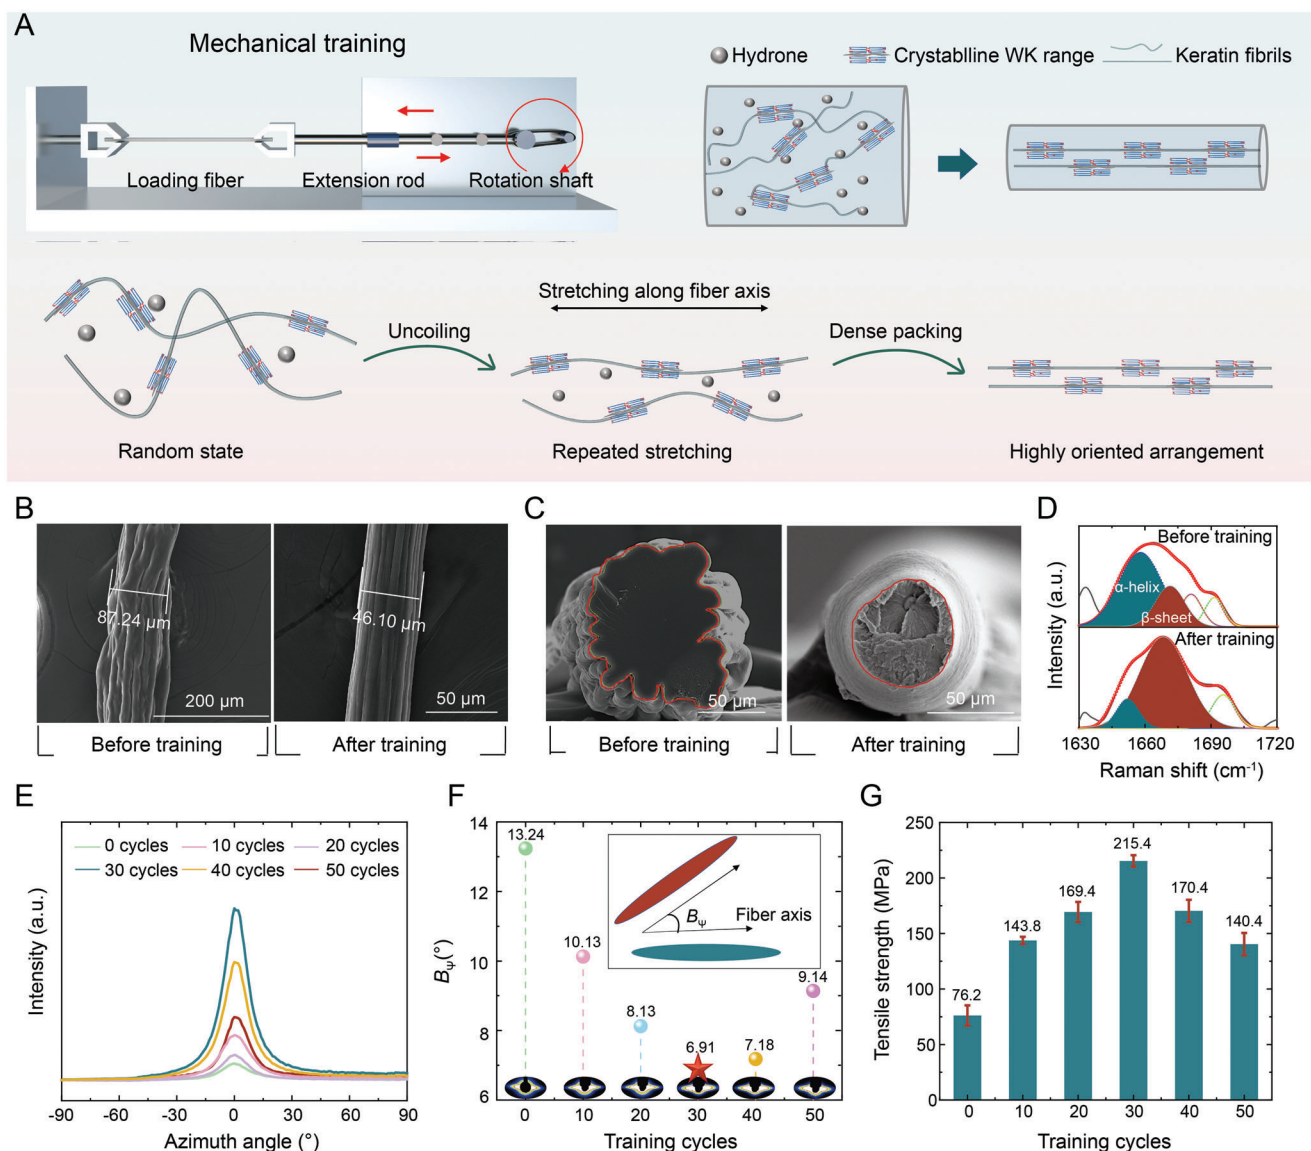 A
Mechanical training
Hydrone
Crystablline WK range
Keratin fibrils
Loading fiber
Extension rod
Rotation shaft
Stretching along fiber axis
Uncoiling
Dense packing
Random state
Repeated stretching
Highly oriented arrangement
B
87.24 μm
200 μm
Before training
46.10 μm
50 μm
After training
C
50 μm
Before training
50 μm
After training
D
Intensity (a.u.)
Before training
α-helix
β-sheet
After training
1630 1660 1690 1720
Raman shift (cm-1)
E
Intensity (a.u.)
0 cycles 10 cycles 20 cycles
30 cycles 40 cycles 50 cycles
-90 -60 -30 0 30 60 90
Azimuth angle (°)
F
BΨ(°)
14
12
10
8
6
13.24
10.13
8.13
6.91
7.18
9.14
BΨ
Fiber axis
0 10 20 30 40 50
Training cycles
G
Tensile strength (MPa)
250
200
150
100
50
0
76.2
143.8
169.4
215.4
170.4
140.4
0 10 20 30 40 50
Training cycles